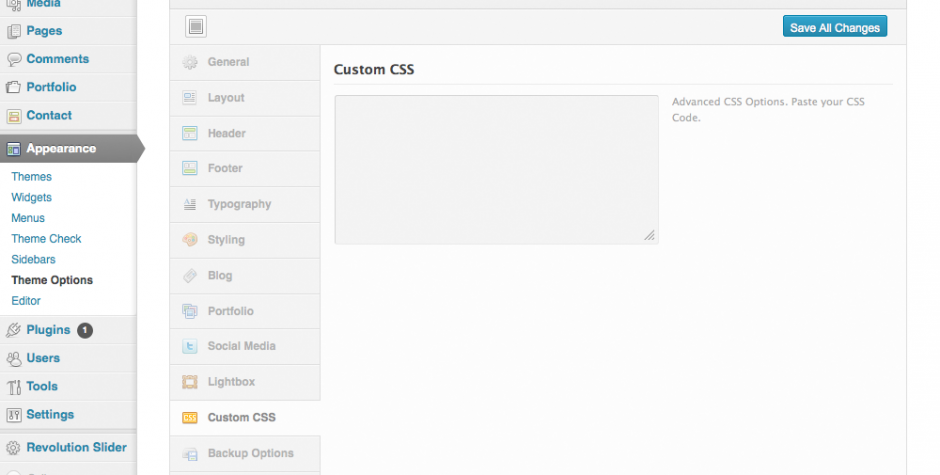 Media
Pages
Comments
Portfolio
Contact
Appearance
Themes
Widgets
Menus
Theme Check
Sidebars
Theme Options
Editor
Plugins 1
Users
Tools
Settings
Revolution Slider
Save All Changes
General
Layout
Header
Footer
Typography
Styling
Blog
Portfolio
Social Media
Lightbox
CSS Custom CSS
Backup Options
Custom CSS
Advanced CSS Options. Paste your CSS
Code.